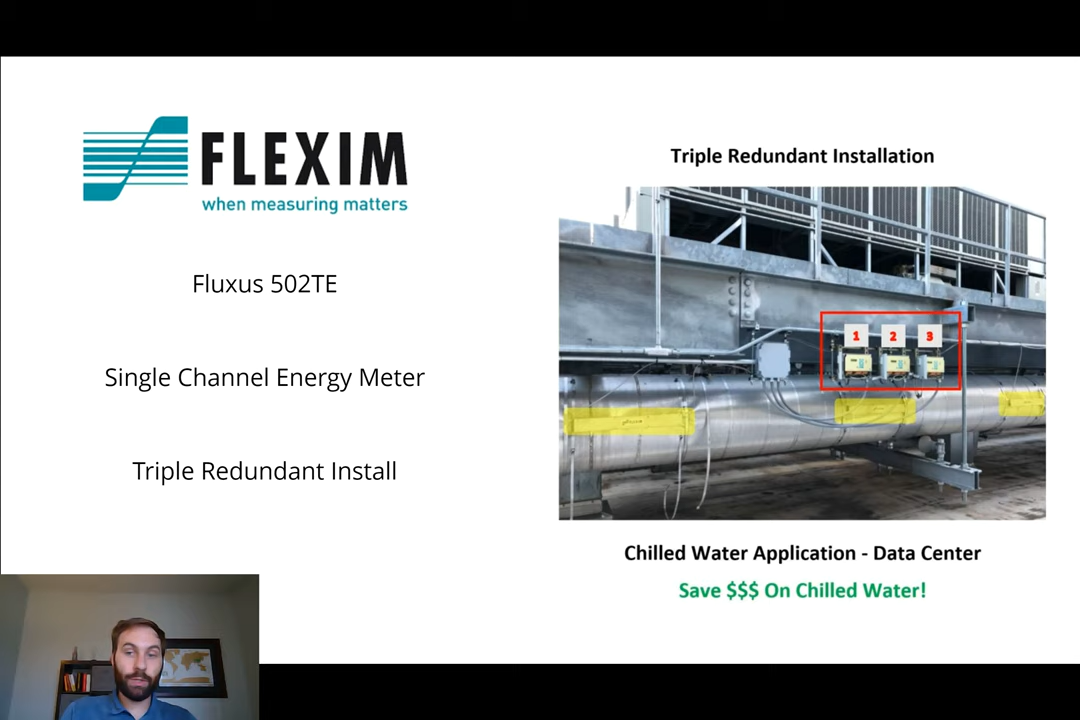 FLEXIM
when measuring matters
Fluxus 502TE
Single Channel Energy Meter
Triple Redundant Install
Triple Redundant Installation
1 2 3
Chilled Water Application - Data Center
Save $$$ On Chilled Water!